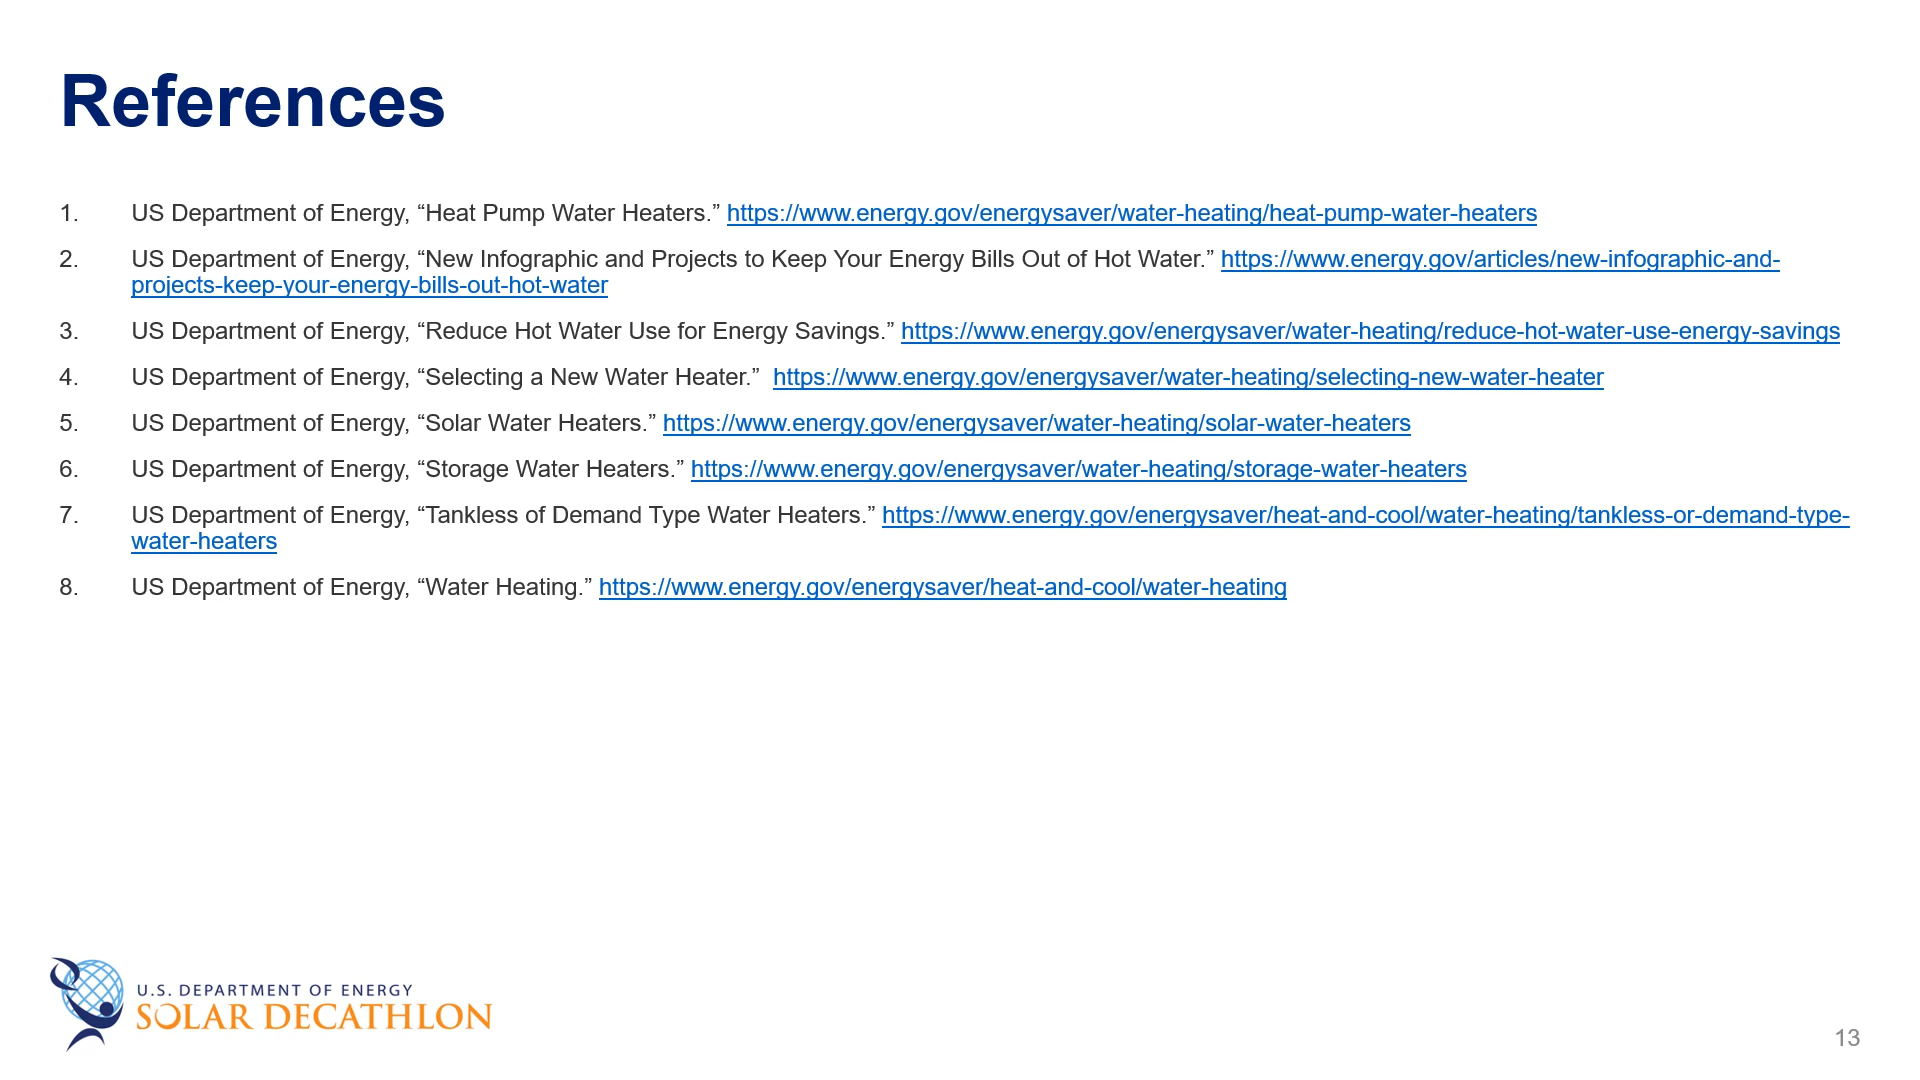 References
1. US Department of Energy, “Heat Pump Water Heaters.” https://www.energy.gov/energysaver/water-heating/heat-pump-water-heaters
2. US Department of Energy, “New Infographic and Projects to Keep Your Energy Bills Out of Hot Water.” https://www.energy.gov/articles/new-infographic-and-
projects-keep-your-energy-bills-out-hot-water
3. US Department of Energy, “Reduce Hot Water Use for Energy Savings.” https://www.energy.gov/energysaver/water-heating/reduce-hot-water-use-energy-savings
4. US Department of Energy, “Selecting a New Water Heater.”  https://www.energy.gov/energysaver/water-heating/selecting-new-water-heater
5. US Department of Energy, “Solar Water Heaters.” https://www.energy.gov/energysaver/water-heating/solar-water-heaters
6. US Department of Energy, “Storage Water Heaters.” https://www.energy.gov/energysaver/water-heating/storage-water-heaters
7. US Department of Energy, “Tankless of Demand Type Water Heaters.” https://www.energy.gov/energysaver/heat-and-cool/water-heating/tankless-or-demand-type-
water-heaters
8. US Department of Energy, “Water Heating.” https://www.energy.gov/energysaver/heat-and-cool/water-heating
U.S. DEPARTMENT OF ENERGY
SOLAR DECATHLON
13